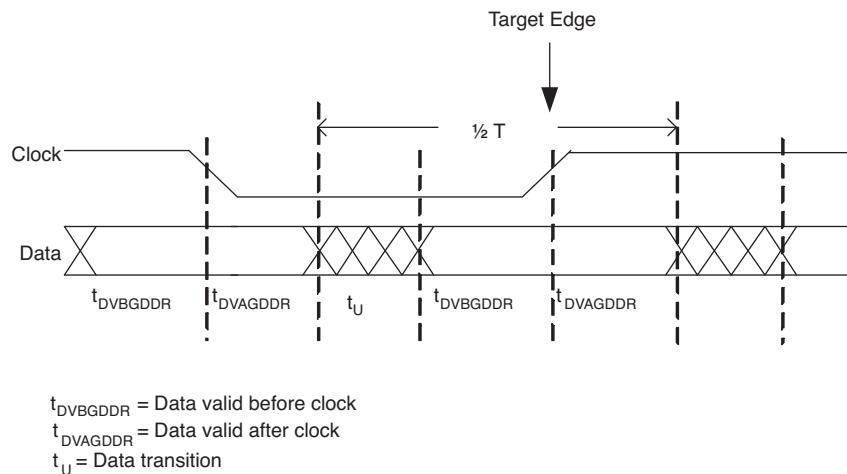 Target Edge
½ T
Clock
Data
tDVBGDDR tDVAGDDR tU tDVBGDDR tDVAGDDR
tDVBGDDR = Data valid before clock
tDVAGDDR = Data valid after clock
tU = Data transition